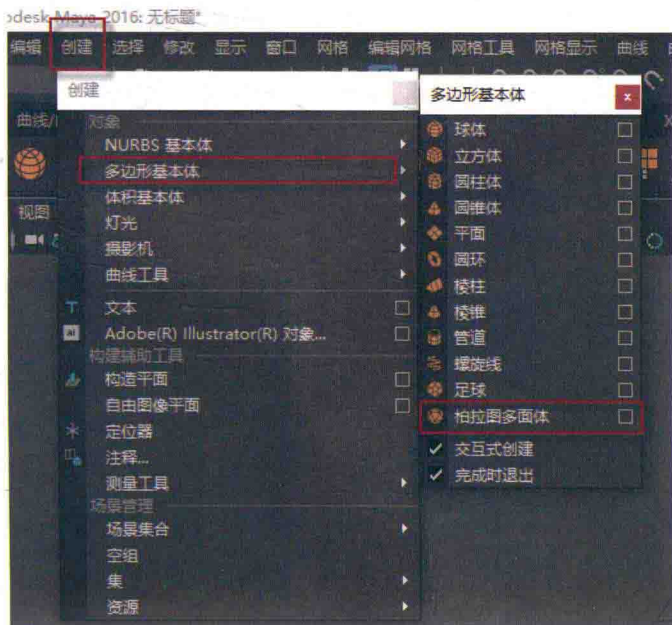 odesk Maya 2016: 无标题*
编辑 创建 选择 修改 显示 窗口 网格 编辑网格 网格工具 网格显示 曲线
创建
曲线/
对象
NURBS 基本体
多边形基本体
体积基本体
灯光
摄影机
曲线工具
视图
文本
Adobe(R) Illustrator(R) 对象...
构建辅助工具
构造平面
自由图像平面
定位器
注释...
测量工具
场景管理
场景集合
空组
集
资源
多边形基本体
球体
立方体
圆柱体
圆锥体
平面
圆环
棱柱
棱锥
管道
螺旋线
足球
柏拉图多面体
交互式创建
完成时退出